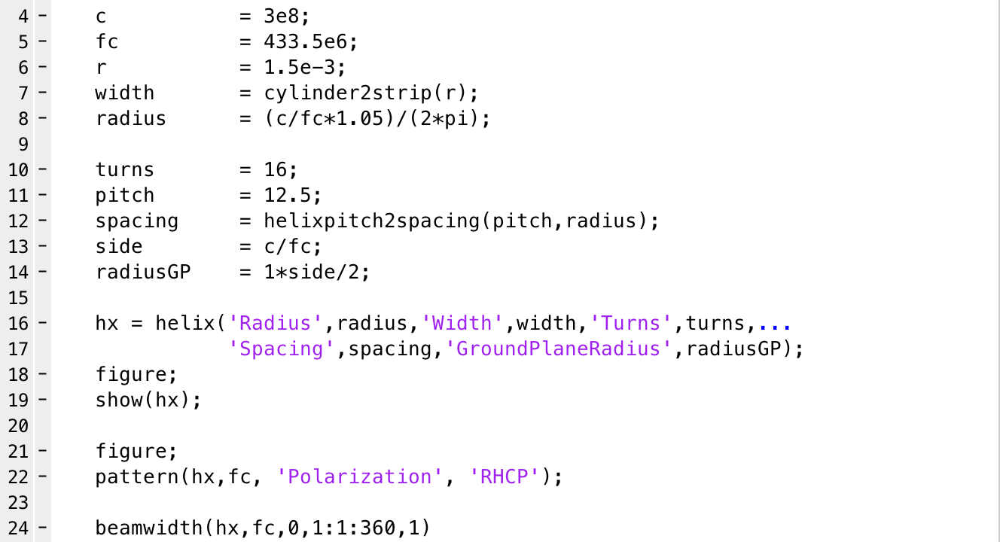 4 - c = 3e8;
5 - fc = 433.5e6;
6 - r = 1.5e-3;
7 - width = cylinder2strip(r);
8 - radius = (c/fc*1.05)/(2*pi);
9
10 - turns = 16;
11 - pitch = 12.5;
12 - spacing = helixpitch2spacing(pitch,radius);
13 - side = c/fc;
14 - radiusGP = 1*side/2;
15
16 - hx = helix('Radius',radius,'Width',width,'Turns',turns,...
17 'Spacing',spacing,'GroundPlaneRadius',radiusGP);
18 - figure;
19 - show(hx);
20
21 - figure;
22 - pattern(hx,fc, 'Polarization', 'RHCP');
23
24 - beamwidth(hx,fc,0,1:1:360,1)